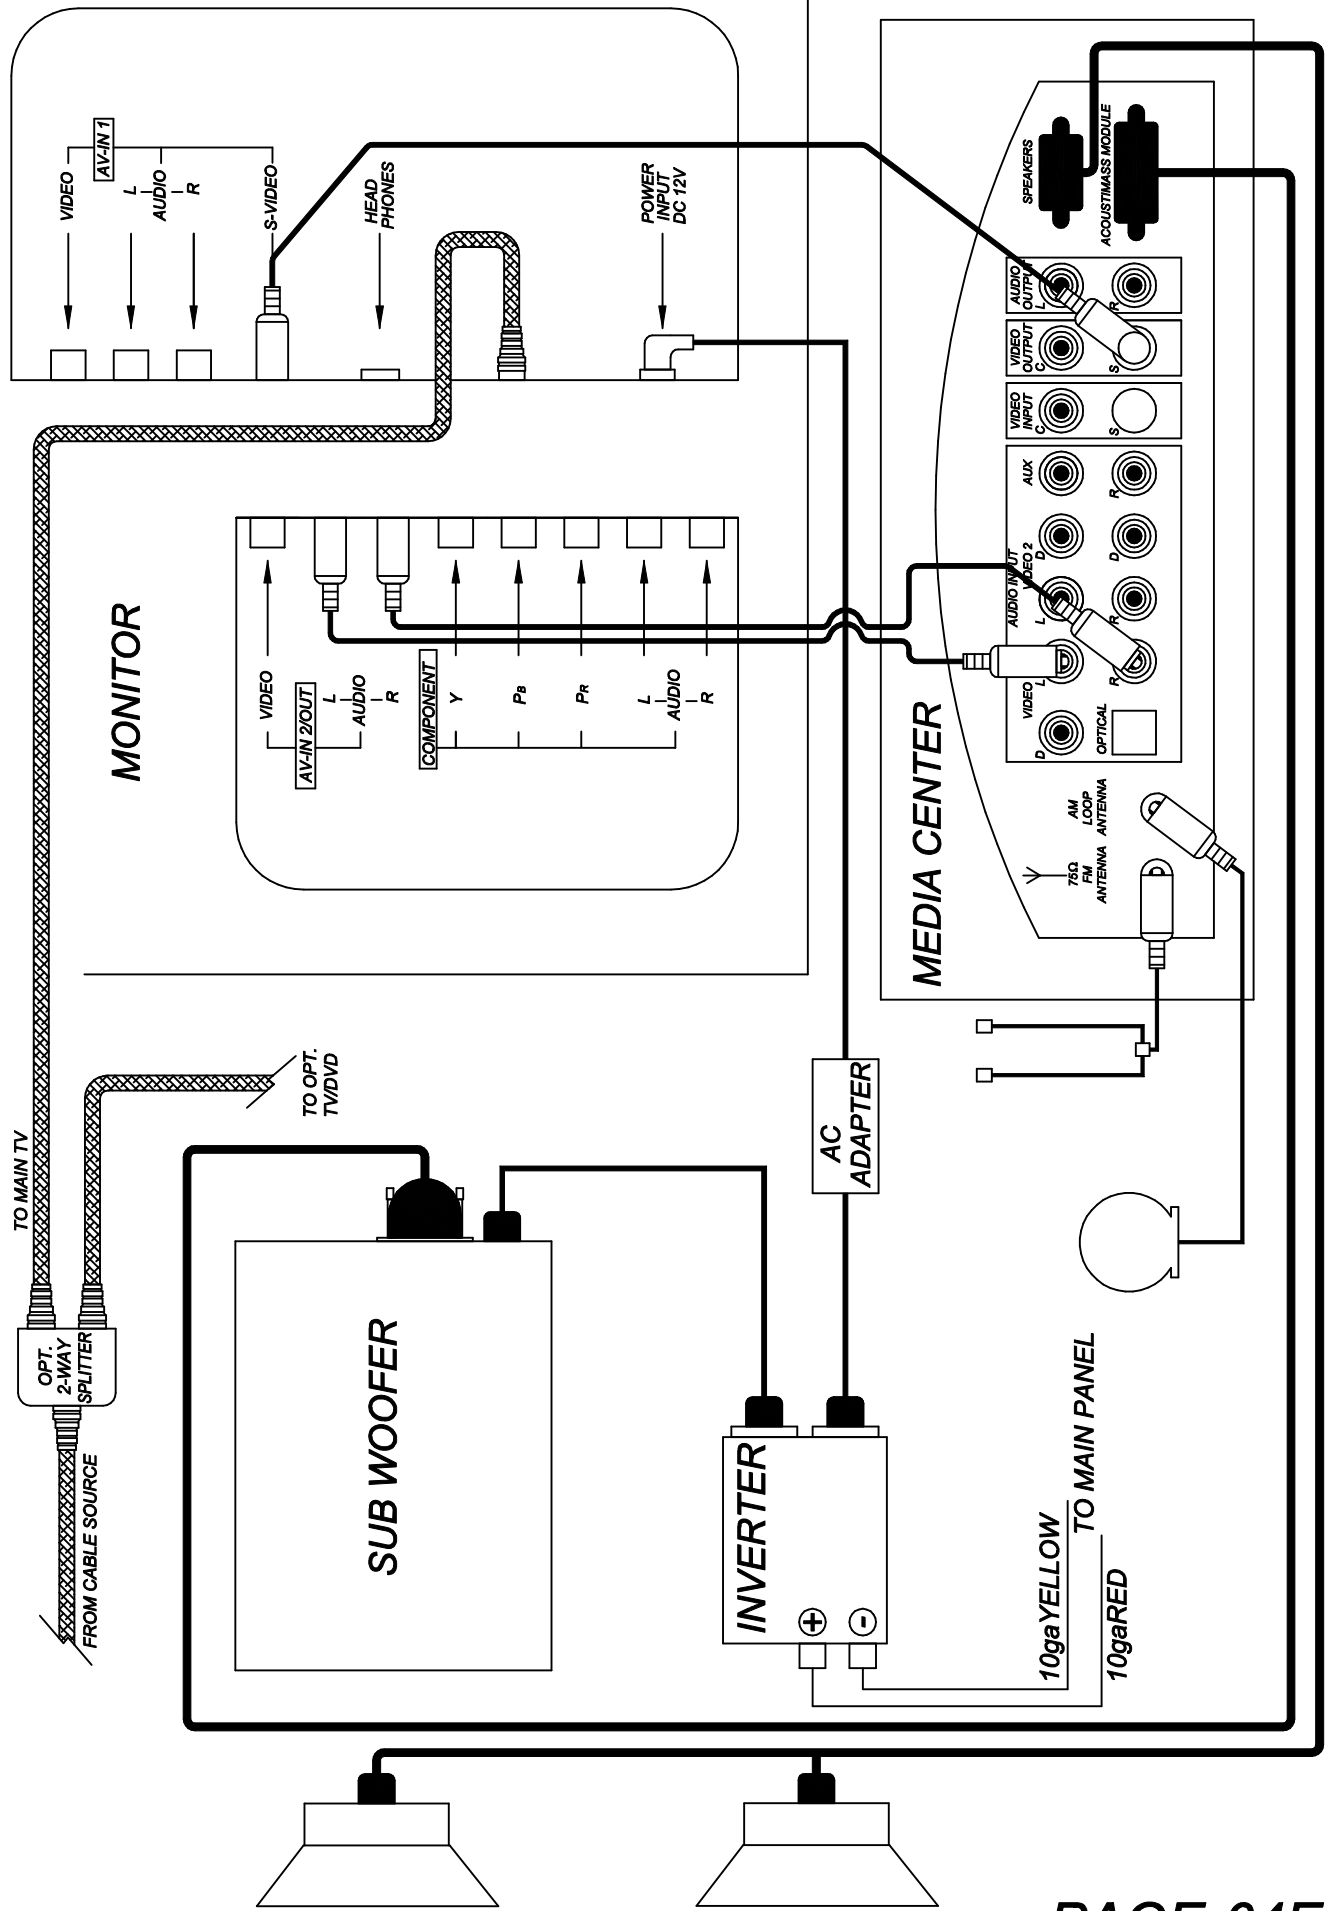 MONITOR
VIDEO
AV-IN 1
L
AUDIO
R
S-VIDEO
HEAD
PHONES
POWER
INPUT
DC 12V
VIDEO
AV-IN 2/OUT
L
AUDIO
R
COMPONENT
Y
PB
PR
L
AUDIO
R
MEDIA CENTER
SPEAKERS
ACOUSTIMASS MODULE
AUDIO
OUTPUT
L
R
VIDEO
OUTPUT
C
S
VIDEO
INPUT
C
S
AUX
R
AUDIO INPUT
VIDEO 2
D
D
L
R
VIDEO
L
R
D
OPTICAL
AM
LOOP
ANTENNA
75Ω
FM
ANTENNA
TO MAIN TV
TO OPT.
TV/DVD
OPT.
2-WAY
SPLITTER
FROM CABLE SOURCE
SUB WOOFER
AC
ADAPTER
INVERTER
+
-
10gaYELLOW
TO MAIN PANEL
10gaRED